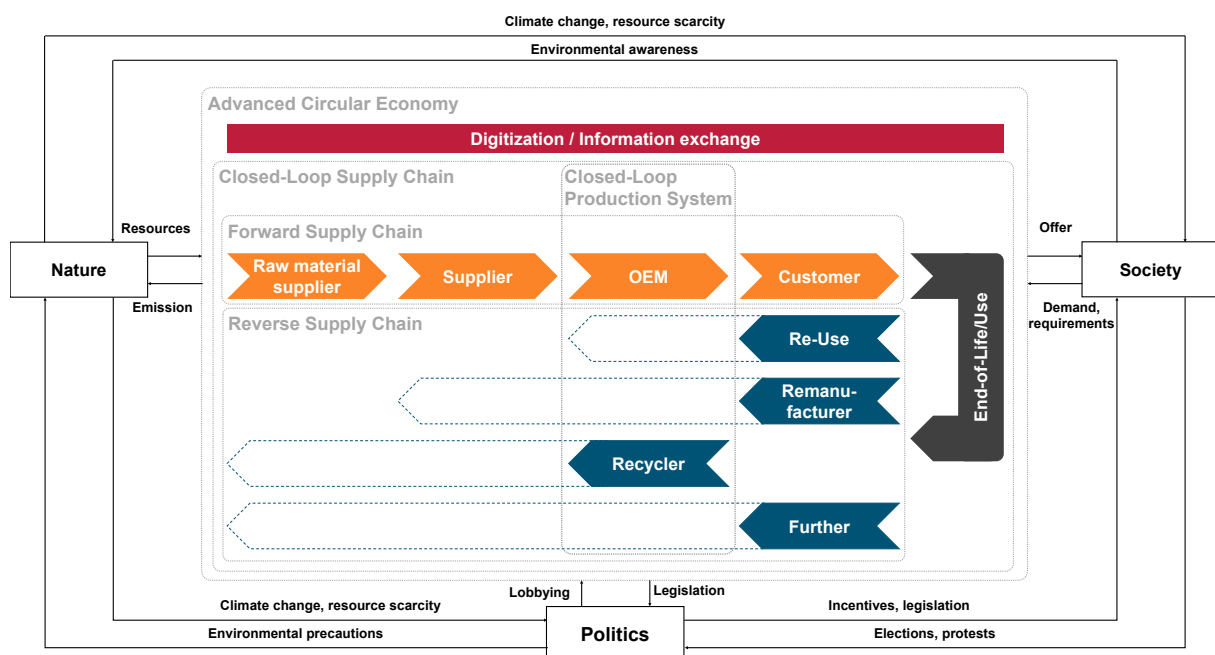 Climate change, resource scarcity
Environmental awareness
Advanced Circular Economy
Digitization / Information exchange
Closed-Loop Supply Chain
Closed-Loop
Production System
Resources
Forward Supply Chain
Offer
Nature
Raw material
supplier
Supplier
OEM
Customer
Society
Emission
Demand,
requirements
Reverse Supply Chain
Re-Use
End-of-Life/Use
Remanu-
facturer
Recycler
Further
Lobbying
Legislation
Climate change, resource scarcity
Incentives, legislation
Environmental precautions
Politics
Elections, protests